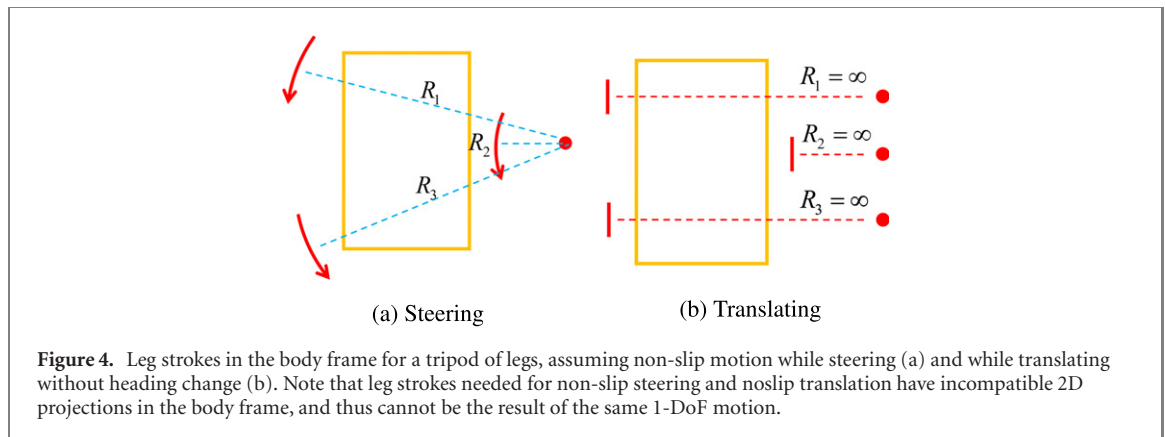 R₁
R₂
R₃
R₁ = ∞
R₂ = ∞
R₃ = ∞
(a) Steering
(b) Translating
Figure 4. Leg strokes in the body frame for a tripod of legs, assuming non-slip motion while steering (a) and while translating
without heading change (b). Note that leg strokes needed for non-slip steering and noslip translation have incompatible 2D
projections in the body frame, and thus cannot be the result of the same 1-DoF motion.